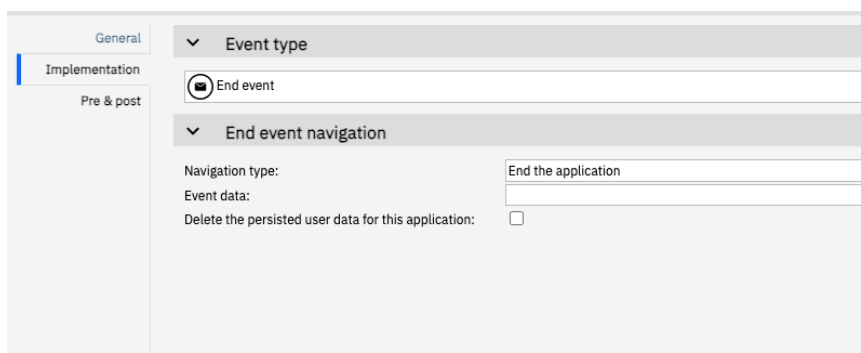 General
Implementation
Pre & post
Event type
End event
End event navigation
Navigation type: End the application
Event data:
Delete the persisted user data for this application: